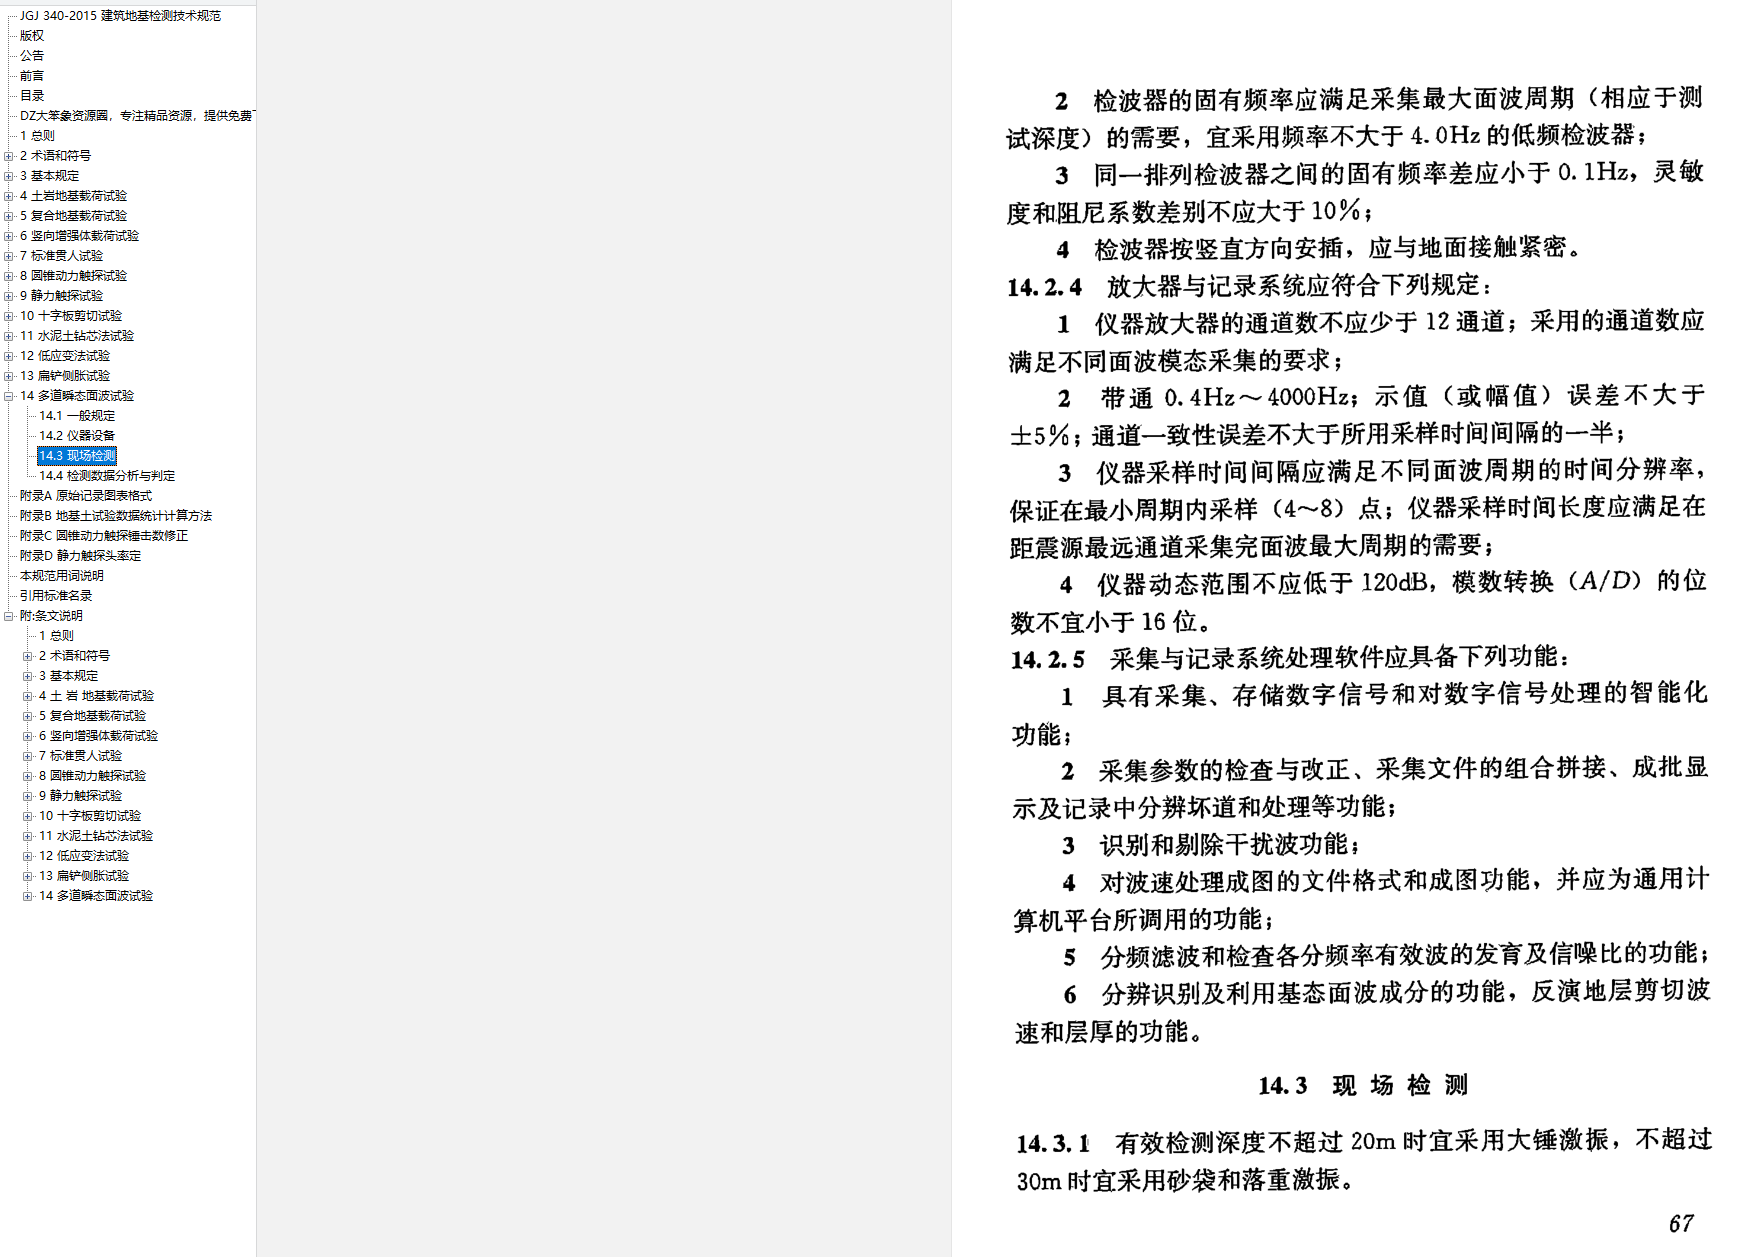 JGJ 340-2015 建筑地基检测技术规范
版权
公告
前言
目录
DZ大笨象资源圈，专注精品资源，提供免费
1 总则
2 术语和符号
3 基本规定
4 土岩地基载荷试验
5 复合地基载荷试验
6 竖向增强体载荷试验
7 标准贯人试验
8 圆锥动力触探试验
9 静力触探试验
10 十字板剪切试验
11 水泥土钻芯法试验
12 低应变法试验
13 扁铲侧胀试验
14 多道瞬态面波试验
14.1 一般规定
14.2 仪器设备
14.3 现场检测
14.4 检测数据分析与判定
附录A 原始记录图表格式
附录B 地基土试验数据统计计算方法
附录C 圆锥动力触探锤击数修正
附录D 静力触探头率定
本规范用词说明
引用标准名录
附:条文说明
1 总则
2 术语和符号
3 基本规定
4 土 岩 地基载荷试验
5 复合地基载荷试验
6 竖向增强体载荷试验
7 标准贯人试验
8 圆锥动力触探试验
9 静力触探试验
10 十字板剪切试验
11 水泥土钻芯法试验
12 低应变法试验
13 扁铲侧胀试验
14 多道瞬态面波试验
2 检波器的固有频率应满足采集最大面波周期（相应于测
试深度）的需要，宜采用频率不大于 4.0Hz 的低频检波器；
3 同一排列检波器之间的固有频率差应小于 0.1Hz，灵敏
度和阻尼系数差别不应大于 10%；
4 检波器按竖直方向安插，应与地面接触紧密。
14.2.4 放大器与记录系统应符合下列规定：
1 仪器放大器的通道数不应少于 12 通道；采用的通道数应
满足不同面波模态采集的要求；
2 带通 0.4Hz～4000Hz；示值（或幅值）误差不大于
±5%；通道一致性误差不大于所用采样时间间隔的一半；
3 仪器采样时间间隔应满足不同面波周期的时间分辨率，
保证在最小周期内采样（4～8）点；仪器采样时间长度应满足在
距震源最远通道采集完面波最大周期的需要；
4 仪器动态范围不应低于 120dB，模数转换（A/D）的位
数不宜小于 16 位。
14.2.5 采集与记录系统处理软件应具备下列功能：
1 具有采集、存储数字信号和对数字信号处理的智能化
功能；
2 采集参数的检查与改正、采集文件的组合拼接、成批显
示及记录中分辨坏道和处理等功能；
3 识别和剔除干扰波功能；
4 对波速处理成图的文件格式和成图功能，并应为通用计
算机平台所调用的功能；
5 分频滤波和检查各分频率有效波的发育及信噪比的功能；
6 分辨识别及利用基态面波成分的功能，反演地层剪切波
速和层厚的功能。
14.3 现 场 检 测
14.3.1 有效检测深度不超过 20m 时宜采用大锤激振，不超过
30m 时宜采用砂袋和落重激振。
67